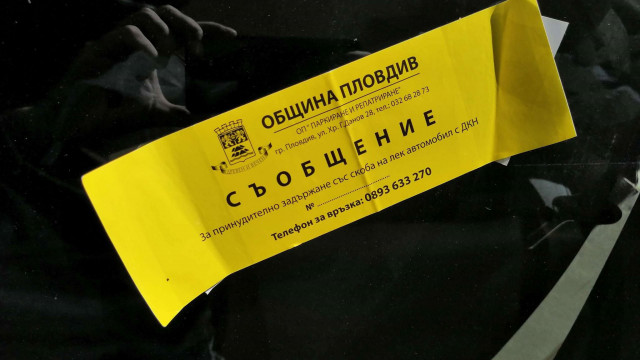 ОБЩИНА ПЛОВДИВ
ОП "ПАРКИРАНЕ И РЕПАТРИРАНЕ"
гр. Пловдив, ул. Хр. Г. Данов 28, тел.: 032 68 28 73
СЪОБЩЕНИЕ
За принудително задържане със скоба на лек автомобил с ДКН
№ ................................
Телефон за връзка: 0893 633 270